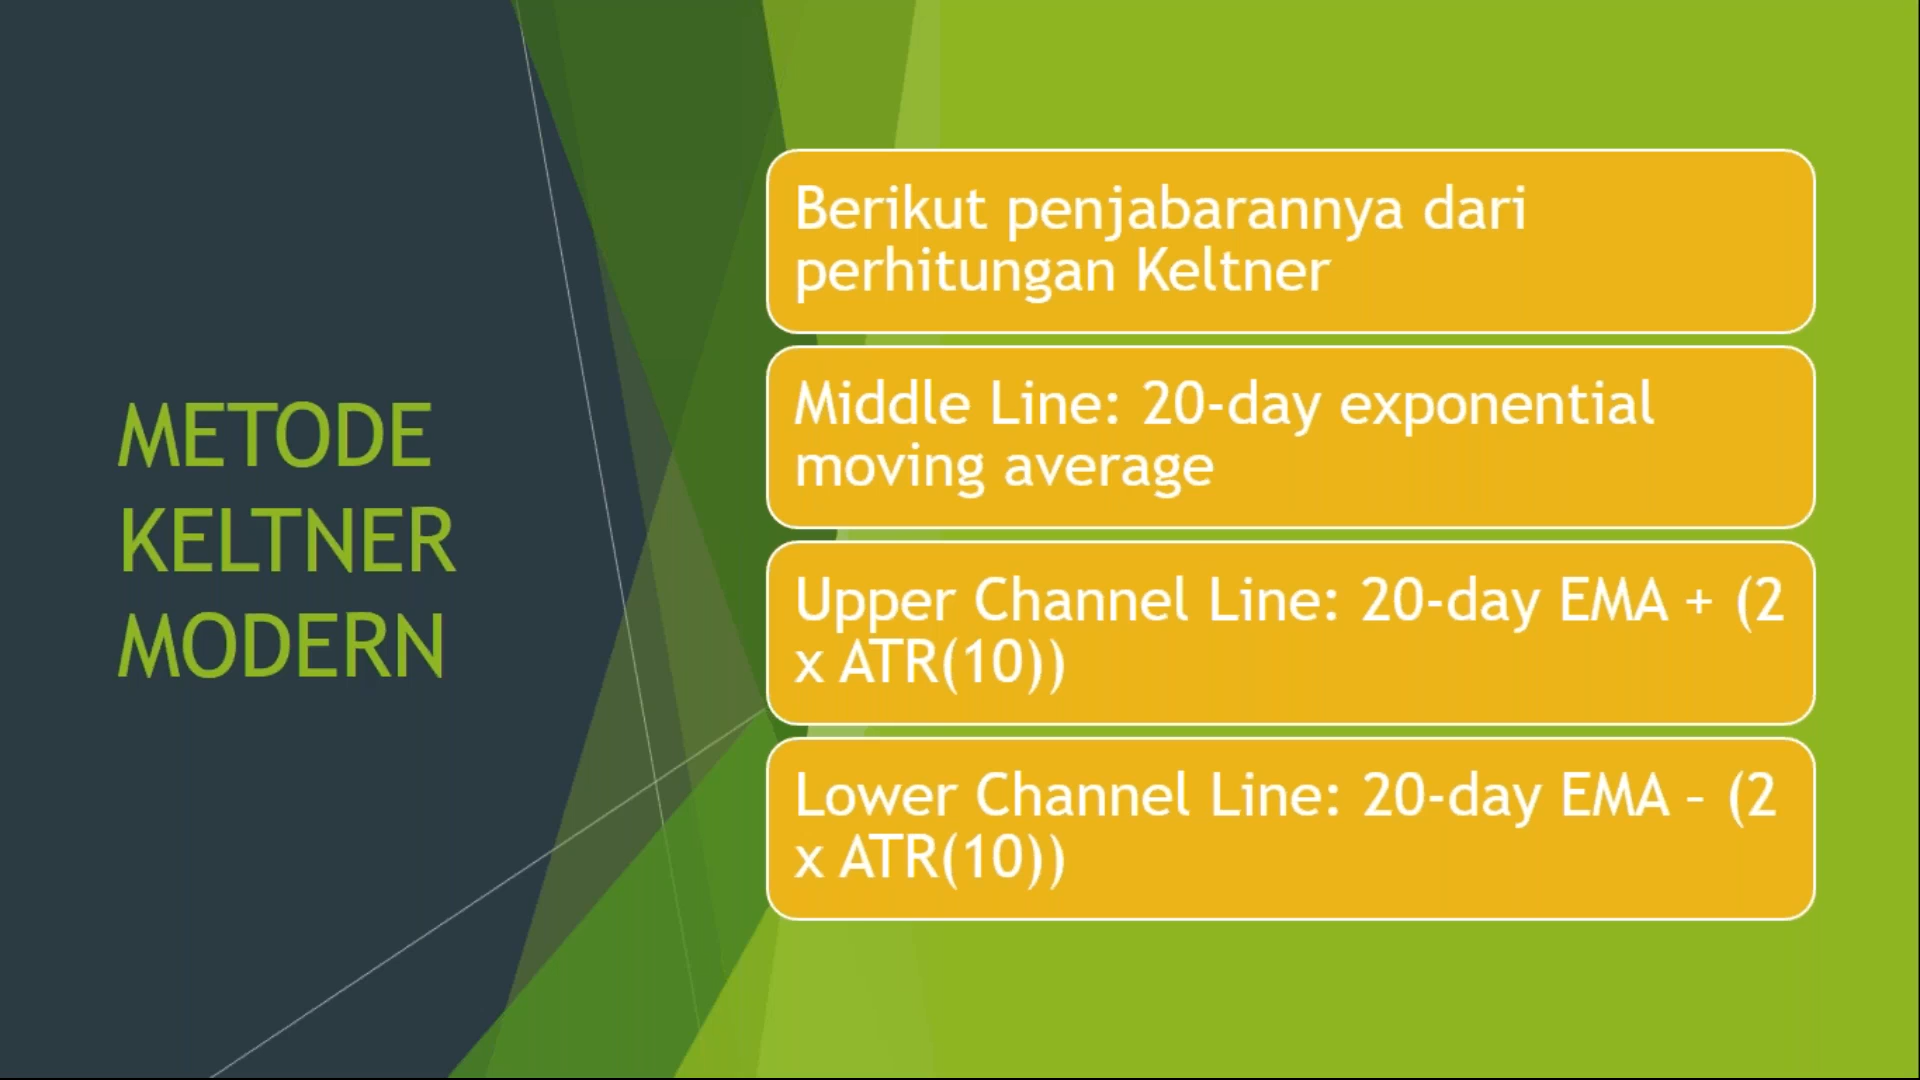 METODE
KELTNER
MODERN
Berikut penjabarannya dari
perhitungan Keltner
Middle Line: 20-day exponential
moving average
Upper Channel Line: 20-day EMA + (2
x ATR(10))
Lower Channel Line: 20-day EMA – (2
x ATR(10))